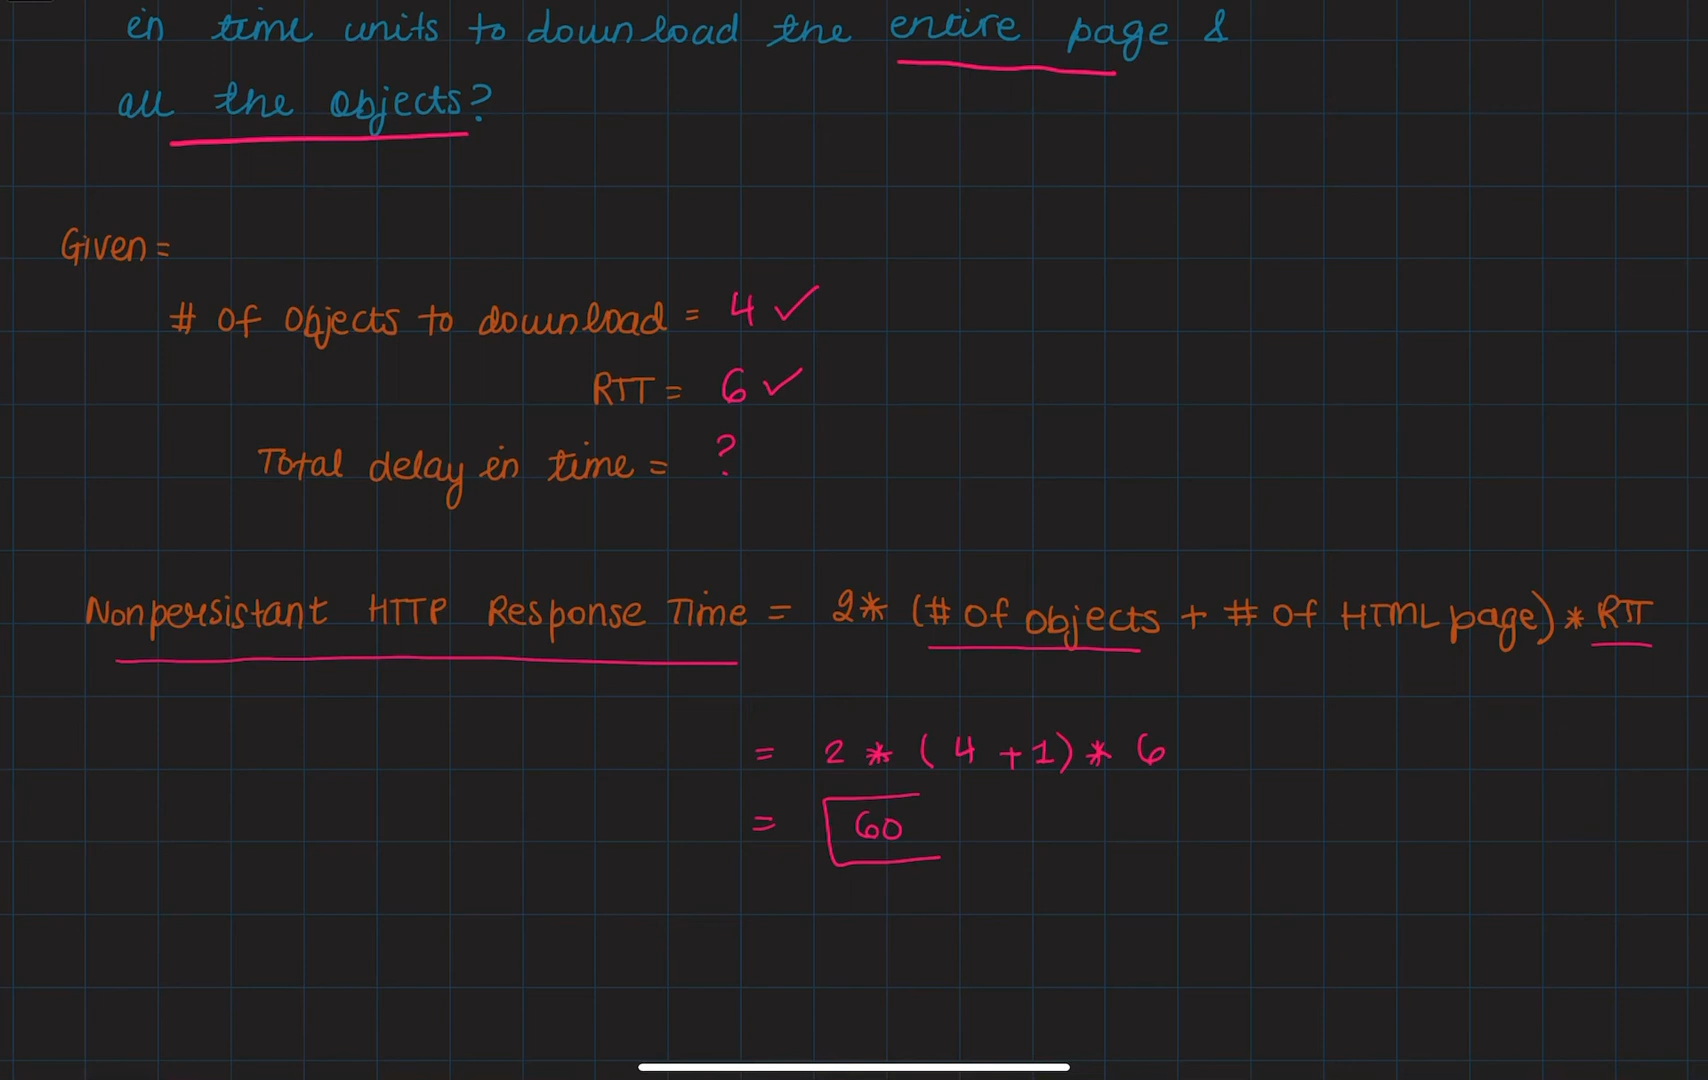 in time units to download the entire page &
all the objects?
Given =
# of objects to download = 4 ✓
RTT = 6 ✓
Total delay in time = ?
Nonpersistant HTTP Response Time = 2* (# of objects + # of HTML page) * RTT
= 2 * (4 + 1) * 6
= 60